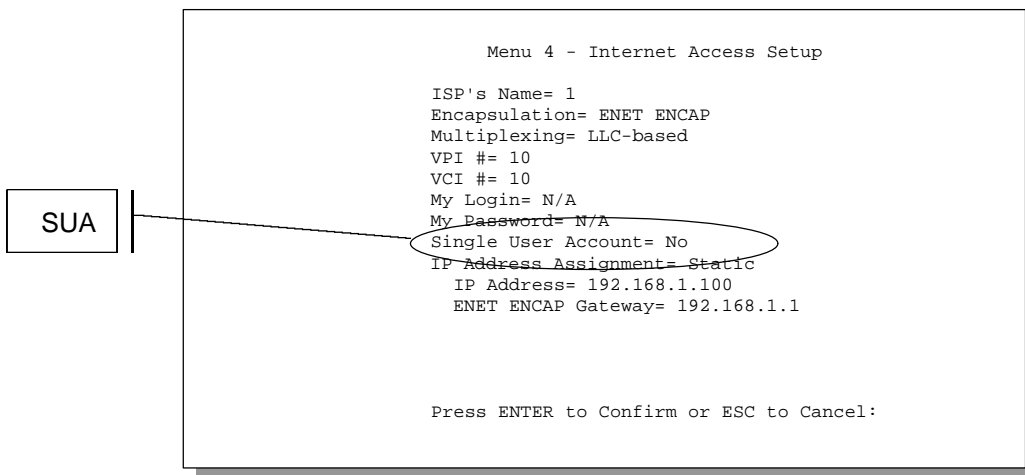 Menu 4 - Internet Access Setup
ISP's Name= 1
Encapsulation= ENET ENCAP
Multiplexing= LLC-based
VPI #= 10
VCI #= 10
My Login= N/A
My Password= N/A
SUA
Single User Account= No
IP Address Assignment= Static
IP Address= 192.168.1.100
ENET ENCAP Gateway= 192.168.1.1
Press ENTER to Confirm or ESC to Cancel: